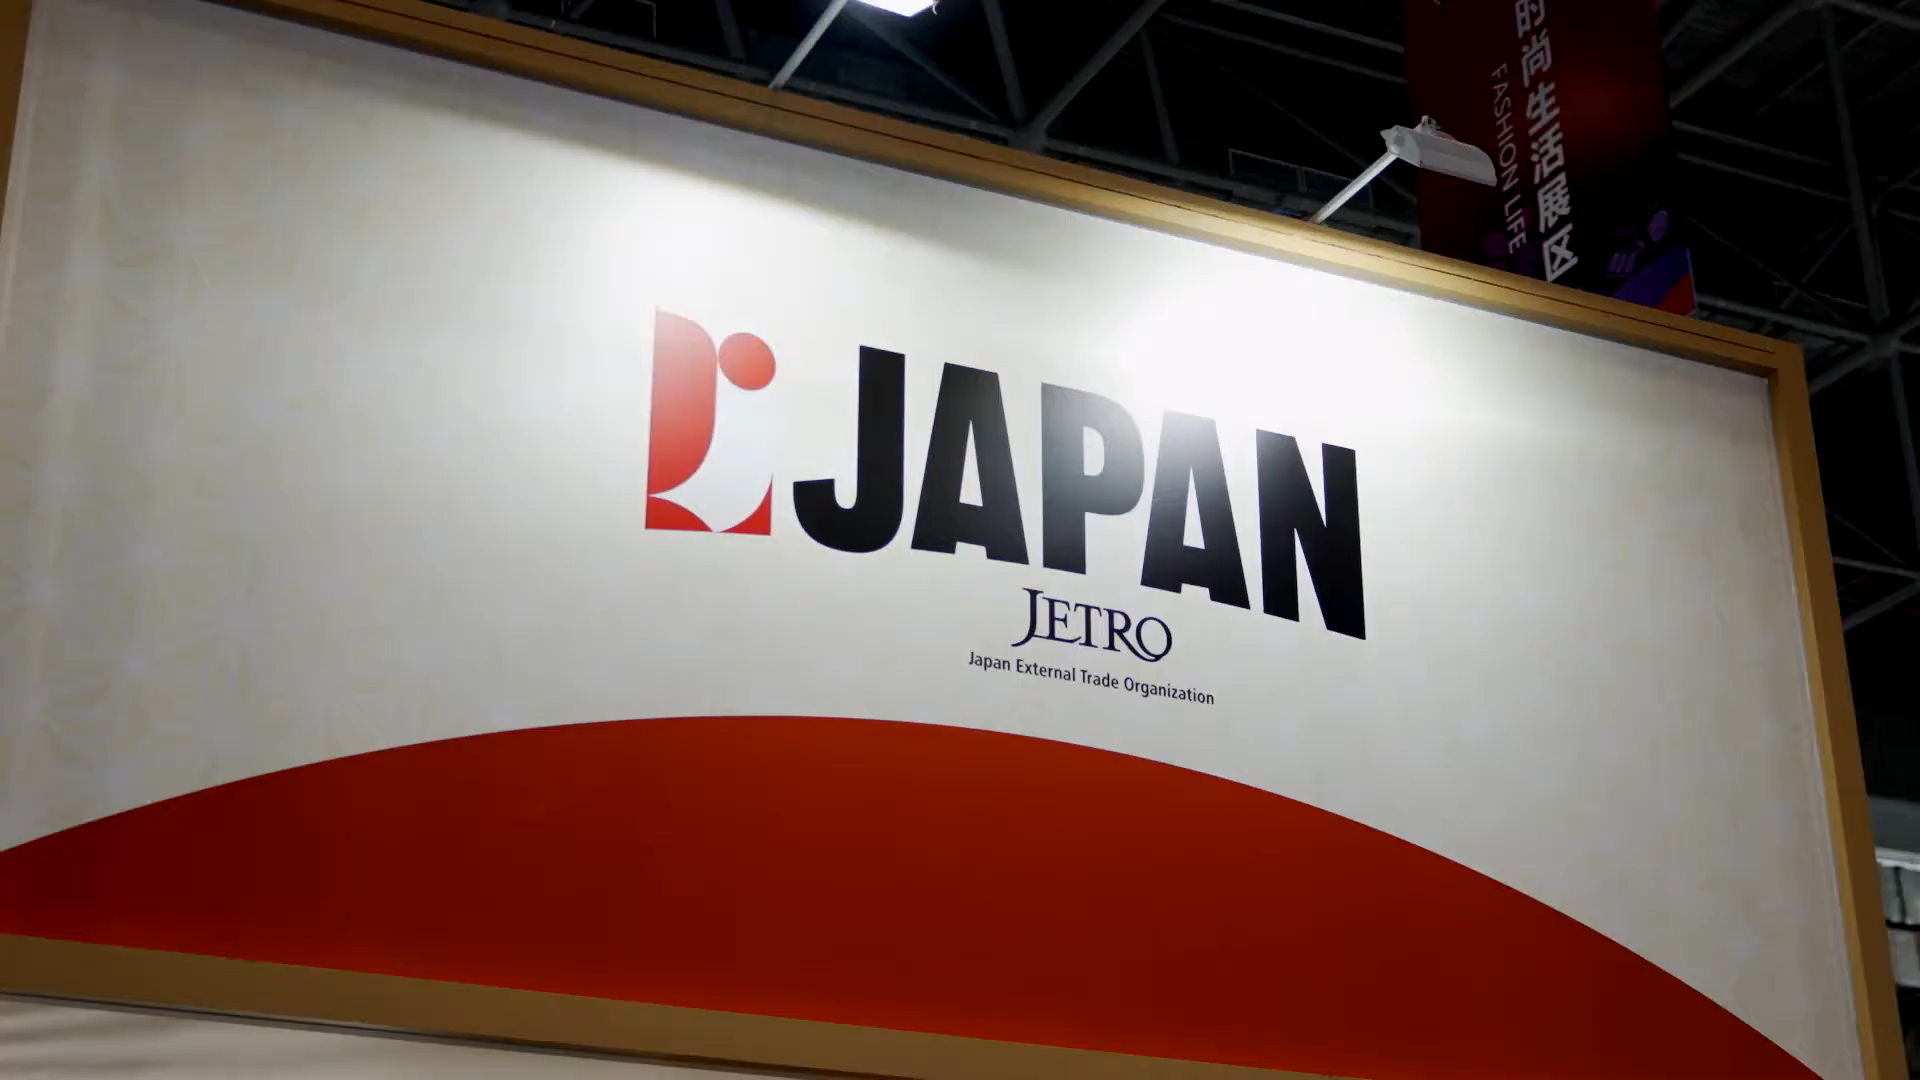 JAPAN
JETRO
Japan External Trade Organization
时尚生活展区
FASHION LIFE